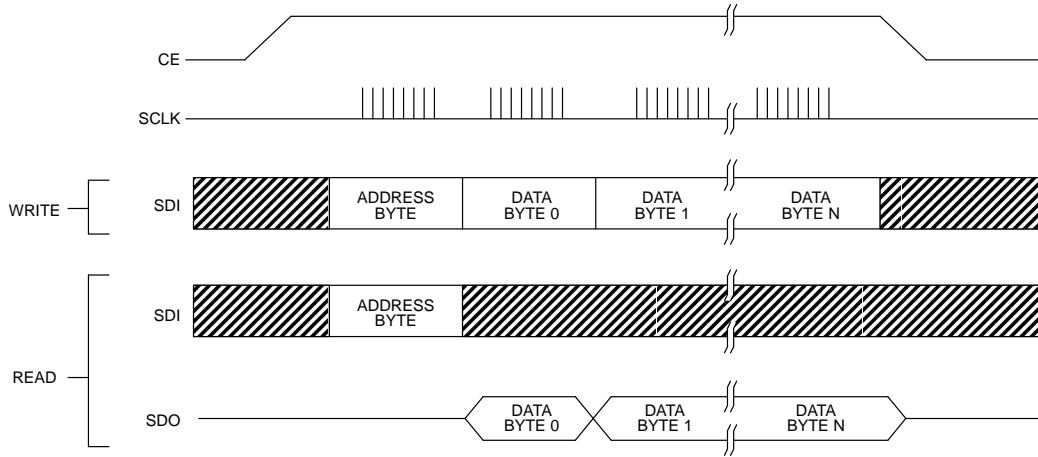 CE
SCLK
WRITE
SDI
ADDRESS
BYTE
DATA
BYTE 0
DATA
BYTE 1
DATA
BYTE N
READ
SDI
ADDRESS
BYTE
SDO
DATA
BYTE 0
DATA
BYTE 1
DATA
BYTE N